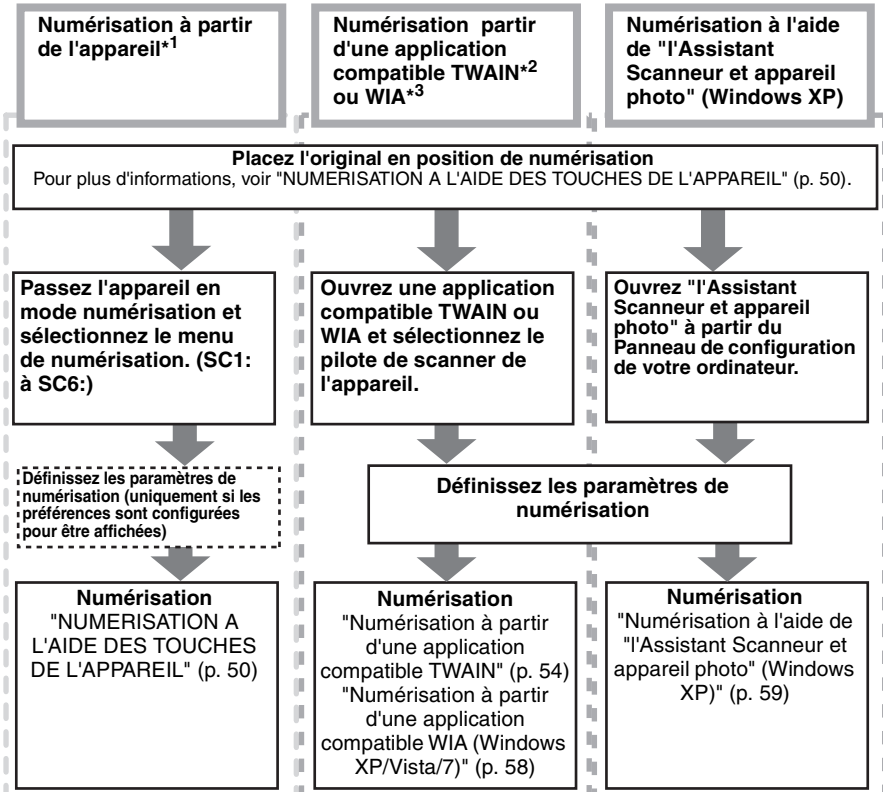 Numérisation à partir
de l'appareil*1
Numérisation  partir
d'une application
compatible TWAIN*2
ou WIA*3
Numérisation à l'aide
de "l'Assistant
Scanneur et appareil
photo" (Windows XP)
Placez l'original en position de numérisation
Pour plus d'informations, voir "NUMERISATION A L'AIDE DES TOUCHES DE L'APPAREIL" (p. 50).
Passez l'appareil en
mode numérisation et
sélectionnez le menu
de numérisation. (SC1:
à SC6:)
Ouvrez une application
compatible TWAIN ou
WIA et sélectionnez le
pilote de scanner de
l'appareil.
Ouvrez "l'Assistant
Scanneur et appareil
photo" à partir du
Panneau de configuration
de votre ordinateur.
Définissez les paramètres de
numérisation (uniquement si les
préférences sont configurées
pour être affichées)
Définissez les paramètres de
numérisation
Numérisation
"NUMERISATION A
L'AIDE DES TOUCHES
DE L'APPAREIL" (p. 50)
Numérisation
"Numérisation à partir
d'une application
compatible TWAIN" (p. 54)
"Numérisation à partir
d'une application
compatible WIA (Windows
XP/Vista/7)" (p. 58)
Numérisation
"Numérisation à l'aide de
"l'Assistant Scanneur et
appareil photo" (Windows
XP)" (p. 59)